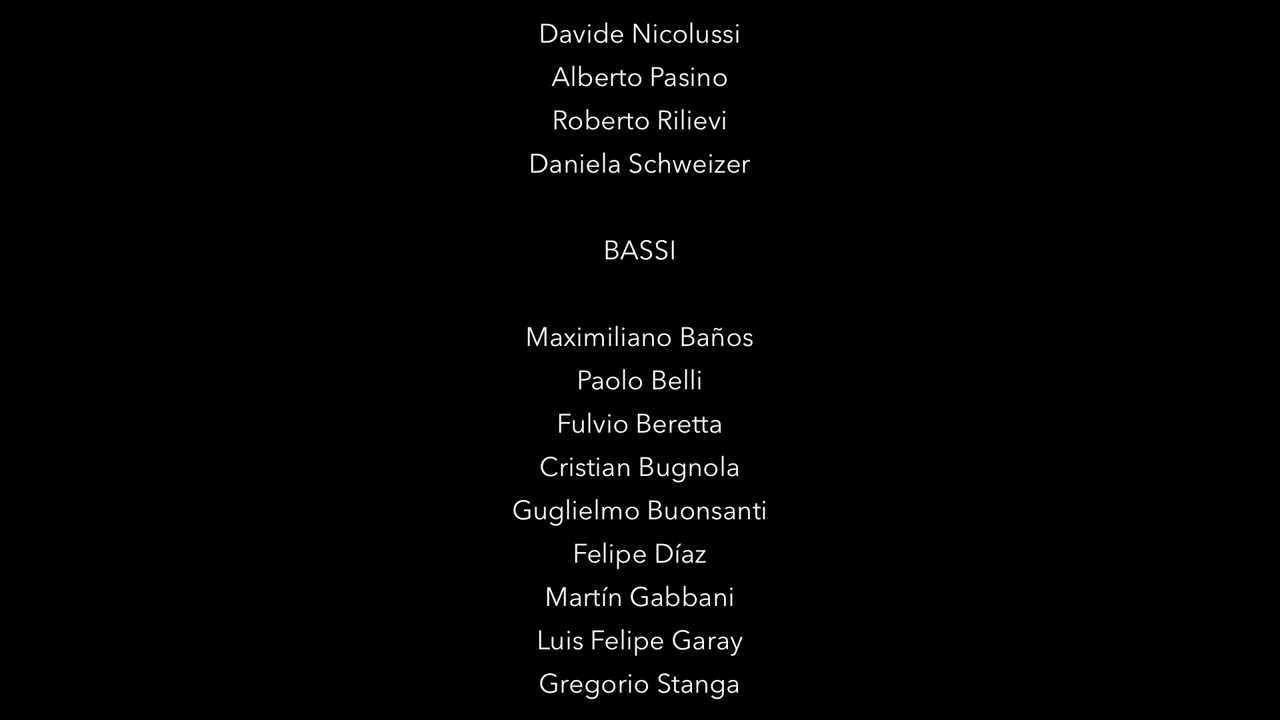 Davide Nicolussi
Alberto Pasino
Roberto Rilievi
Daniela Schweizer
BASSI
Maximiliano Baños
Paolo Belli
Fulvio Beretta
Cristian Bugnola
Guglielmo Buonsanti
Felipe Díaz
Martín Gabbani
Luis Felipe Garay
Gregorio Stanga